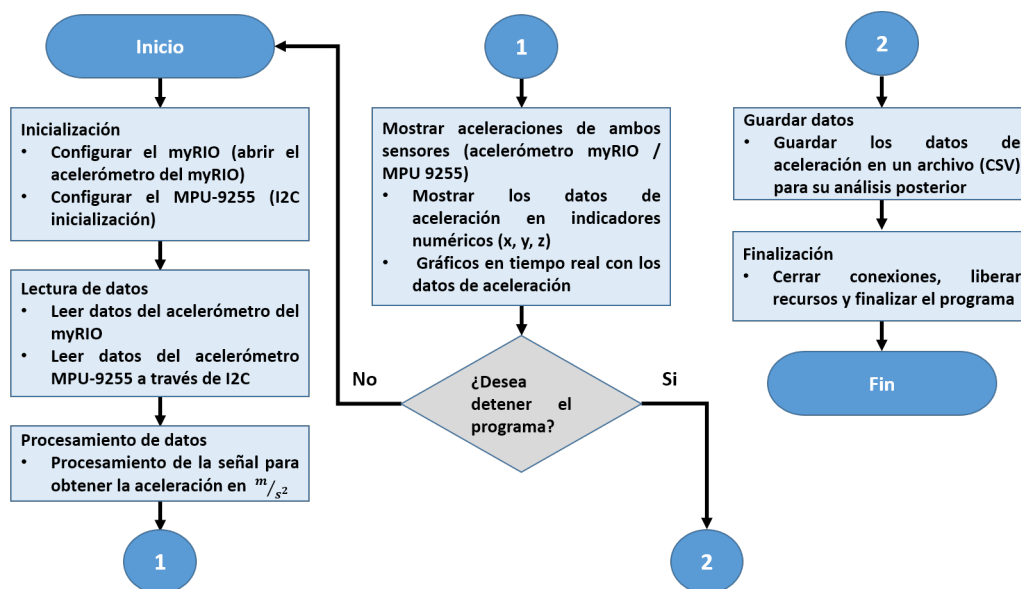 Inicio
Inicialización
• Configurar el myRIO (abrir el
acelerómetro del myRIO)
• Configurar el MPU-9255 (I2C
inicialización)
Lectura de datos
• Leer datos del acelerómetro del
myRIO
• Leer datos del acelerómetro
MPU-9255 a través de I2C
Procesamiento de datos
• Procesamiento de la señal para
obtener la aceleración en m/s²
1
1
Mostrar aceleraciones de ambos
sensores (acelerómetro myRIO /
MPU 9255)
• Mostrar los datos de
aceleración en indicadores
numéricos (x, y, z)
• Gráficos en tiempo real con los
datos de aceleración
¿Desea
detener el
programa?
No
Si
2
2
Guardar datos
• Guardar los datos de
aceleración en un archivo (CSV)
para su análisis posterior
Finalización
• Cerrar conexiones, liberar
recursos y finalizar el programa
Fin